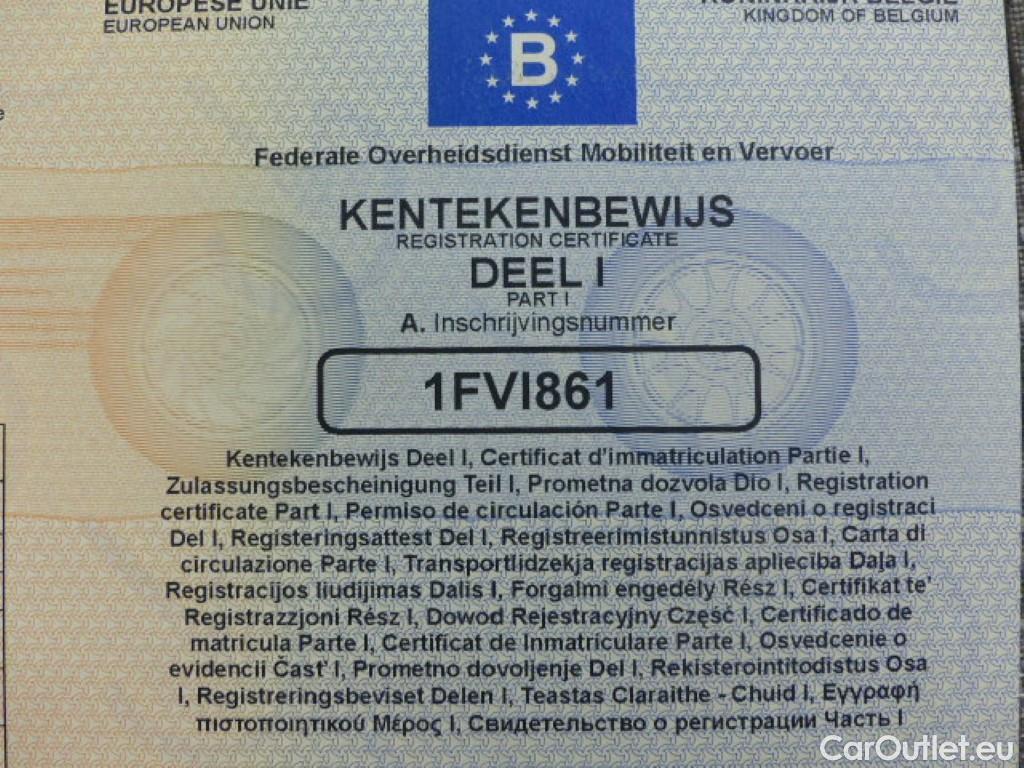 EUROPESE UNIE
EUROPEAN UNION
KONINKRIJK BELGIË
KINGDOM OF BELGIUM
B
Federale Overheidsdienst Mobiliteit en Vervoer
KENTEKENBEWIJS
REGISTRATION CERTIFICATE
DEEL I
PART I
A. Inschrijvingsnummer
1FVI861
Kentekenbewijs Deel I, Certificat d'immatriculation Partie I,
Zulassungsbescheinigung Teil I, Prometna dozvola Dio I, Registration
certificate Part I, Permiso de circulación Parte I, Osvedceni o registraci
Del I, Registeringsattest Del I, Registreerimistunnistus Osa I, Carta di
circulazione Parte I, Transportlidzekja registracijas aplieciba Daļa I,
Registracijos liudijimas Dalis I, Forgalmi engedély Rész I, Certifikat te'
Registrazzjoni Rész I, Dowod Rejestracyjny Część I, Certificado de
matricula Parte I, Certificat de Inmatriculare Parte I, Osvedcenie o
evidencii Čast' I, Prometno dovoljenje Del I, Rekisterointitodistus Osa
I, Registreringsbeviset Delen I, Teastas Claraithe - Chuid I, Εγγραφή
πιστοποιητικού Μέρος I, Свидетельство о регистрации Часть I
CarOutlet.eu